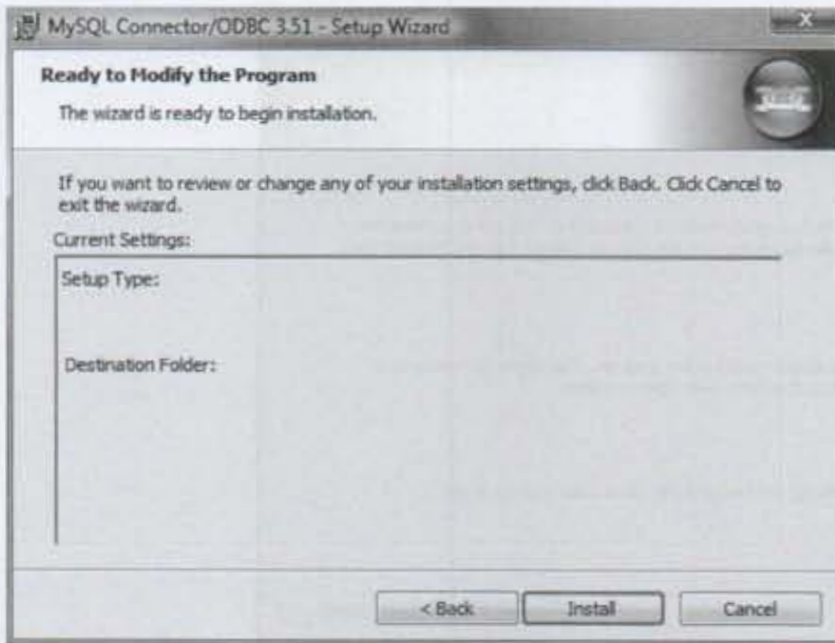 MySQL Connector/ODBC 3.51 - Setup Wizard
X
Ready to Modify the Program
The wizard is ready to begin installation.
If you want to review or change any of your installation settings, click Back. Click Cancel to
exit the wizard.
Current Settings:
Setup Type:
Destination Folder:
< Back
Install
Cancel